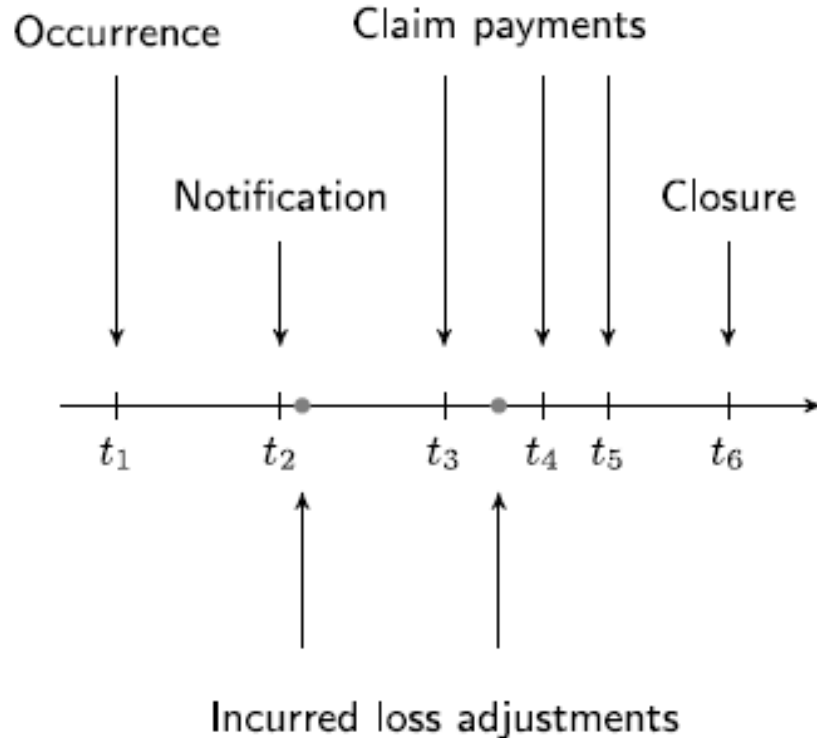 Occurrence
Claim payments
Notification
Closure
t₁
t₂
t₃
t₄
t₅
t₆
Incurred loss adjustments